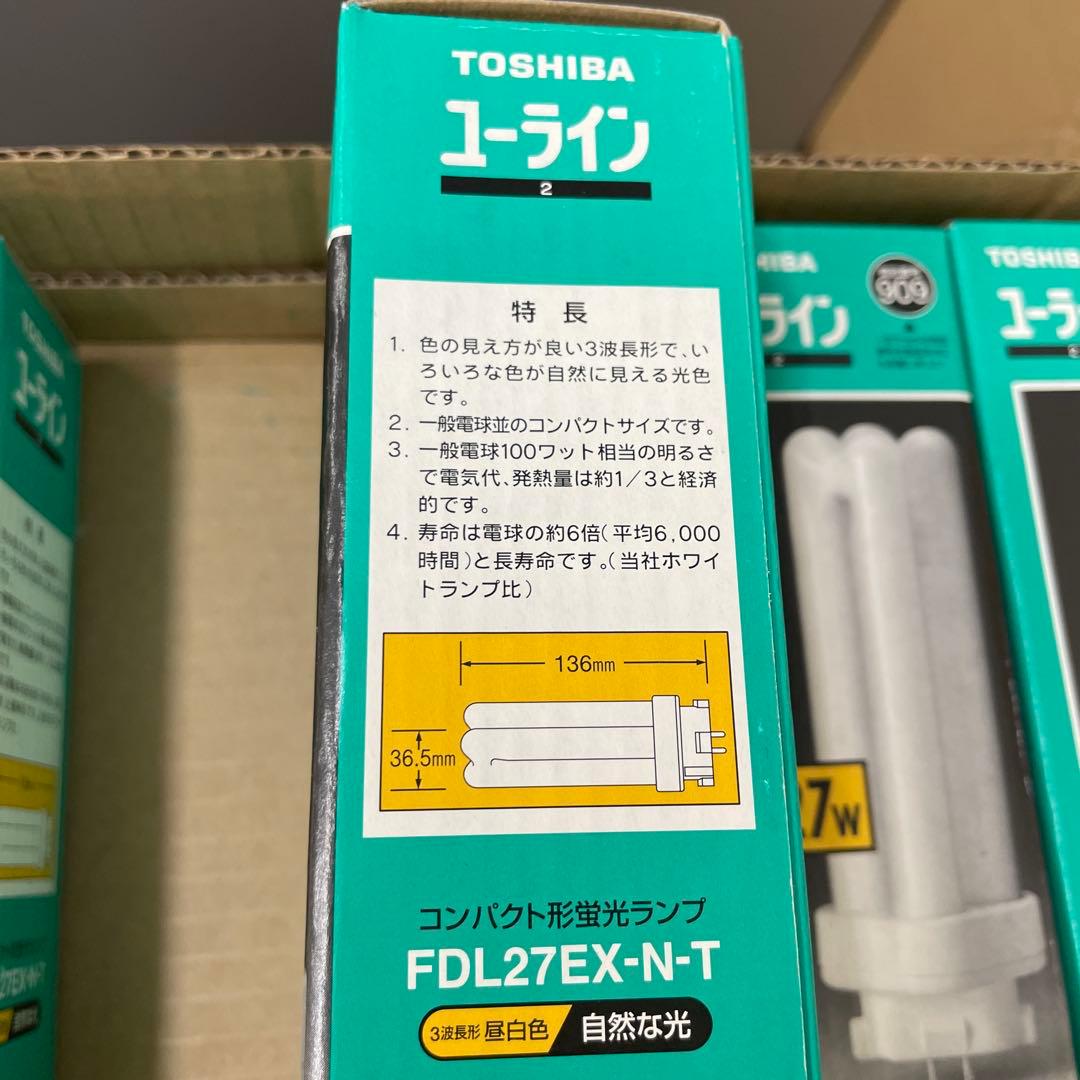 TOSHIBA
ユーライン
2
特長
1. 色の見え方が良い3波長形で、い
ろいろな色が自然に見える光色
です。
2. 一般電球並のコンパクトサイズです。
3. 一般電球100ワット相当の明るさ
で電気代、発熱量は約1/3と経済
的です。
4. 寿命は電球の約6倍(平均6,000
時間)と長寿命です。(当社ホワイ
トランプ比)
136mm
36.5mm
コンパクト形蛍光ランプ
FDL27EX-N-T
3波長形 昼白色 自然な光
TOSHIBA
ユーライン
27EX-N-T
HIBA
ライン
2
909
7W
TOSHIB
ユーラ